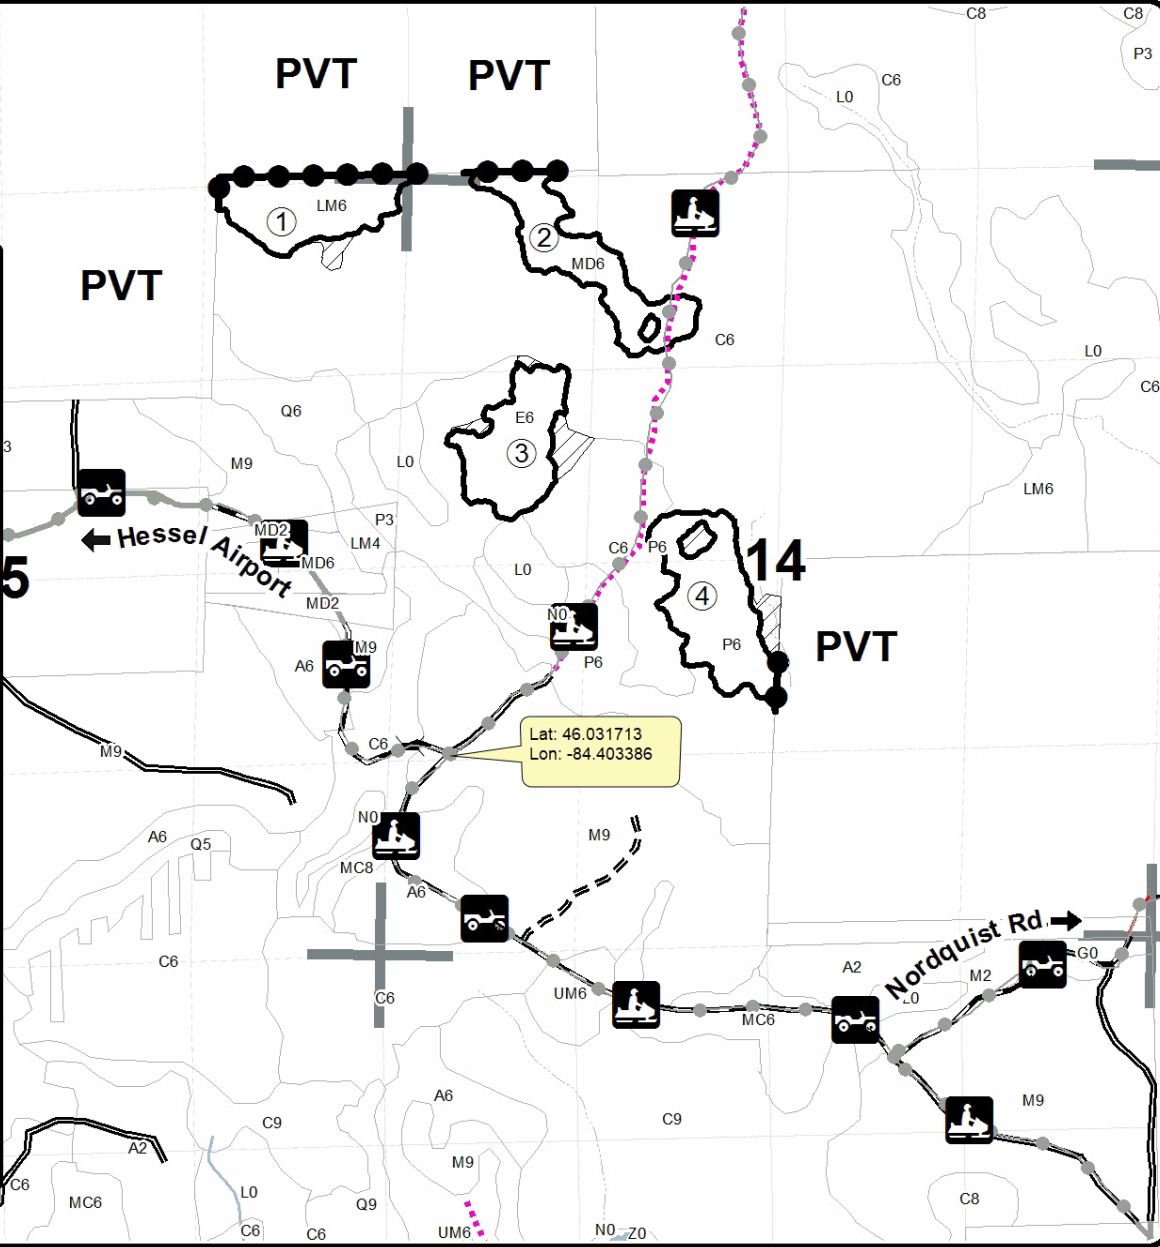 C8
C8
P3
PVT
PVT
C6
L0
LM6
1
2
MD6
PVT
C6
L0
C6
Q6
E6
3
3
M9
L0
LM6
P3
MD2
Hessel Airport
LM4
C6
P6
14
MD6
L0
5
MD2
4
N0
M9
P6
PVT
A6
P6
Lat: 46.031713
Lon: -84.403386
C6
M9
N0
A6
Q5
M9
MC8
A6
Nordquist Rd
C6
G0
A2
M2
UM6
C6
L0
MC6
A6
M9
C9
C9
A2
M9
C6
L0
MC6
Q9
C8
C6
C6
UM6
N0
Z0